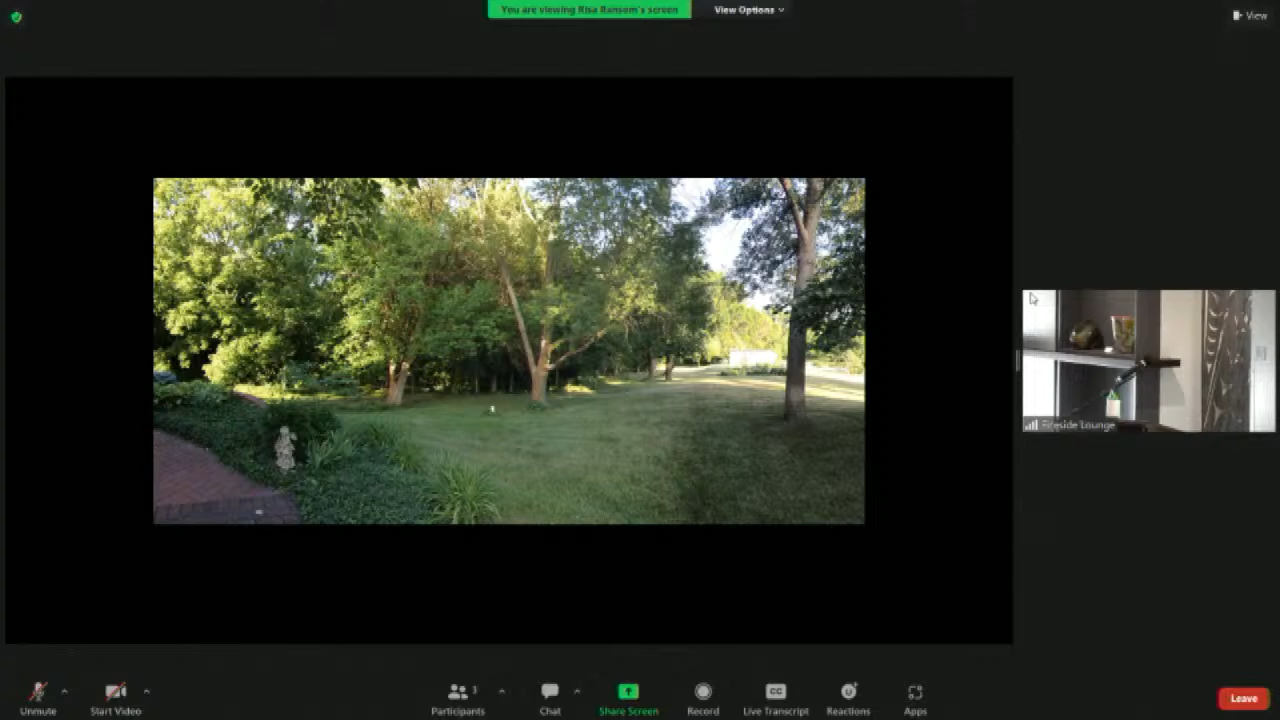 You are viewing Risa Ransom's screen
View Options
View
Fireside Lounge
Unmute
Start Video
Participants
3
Chat
Share Screen
Record
CC
Live Transcript
Reactions
Apps
Leave